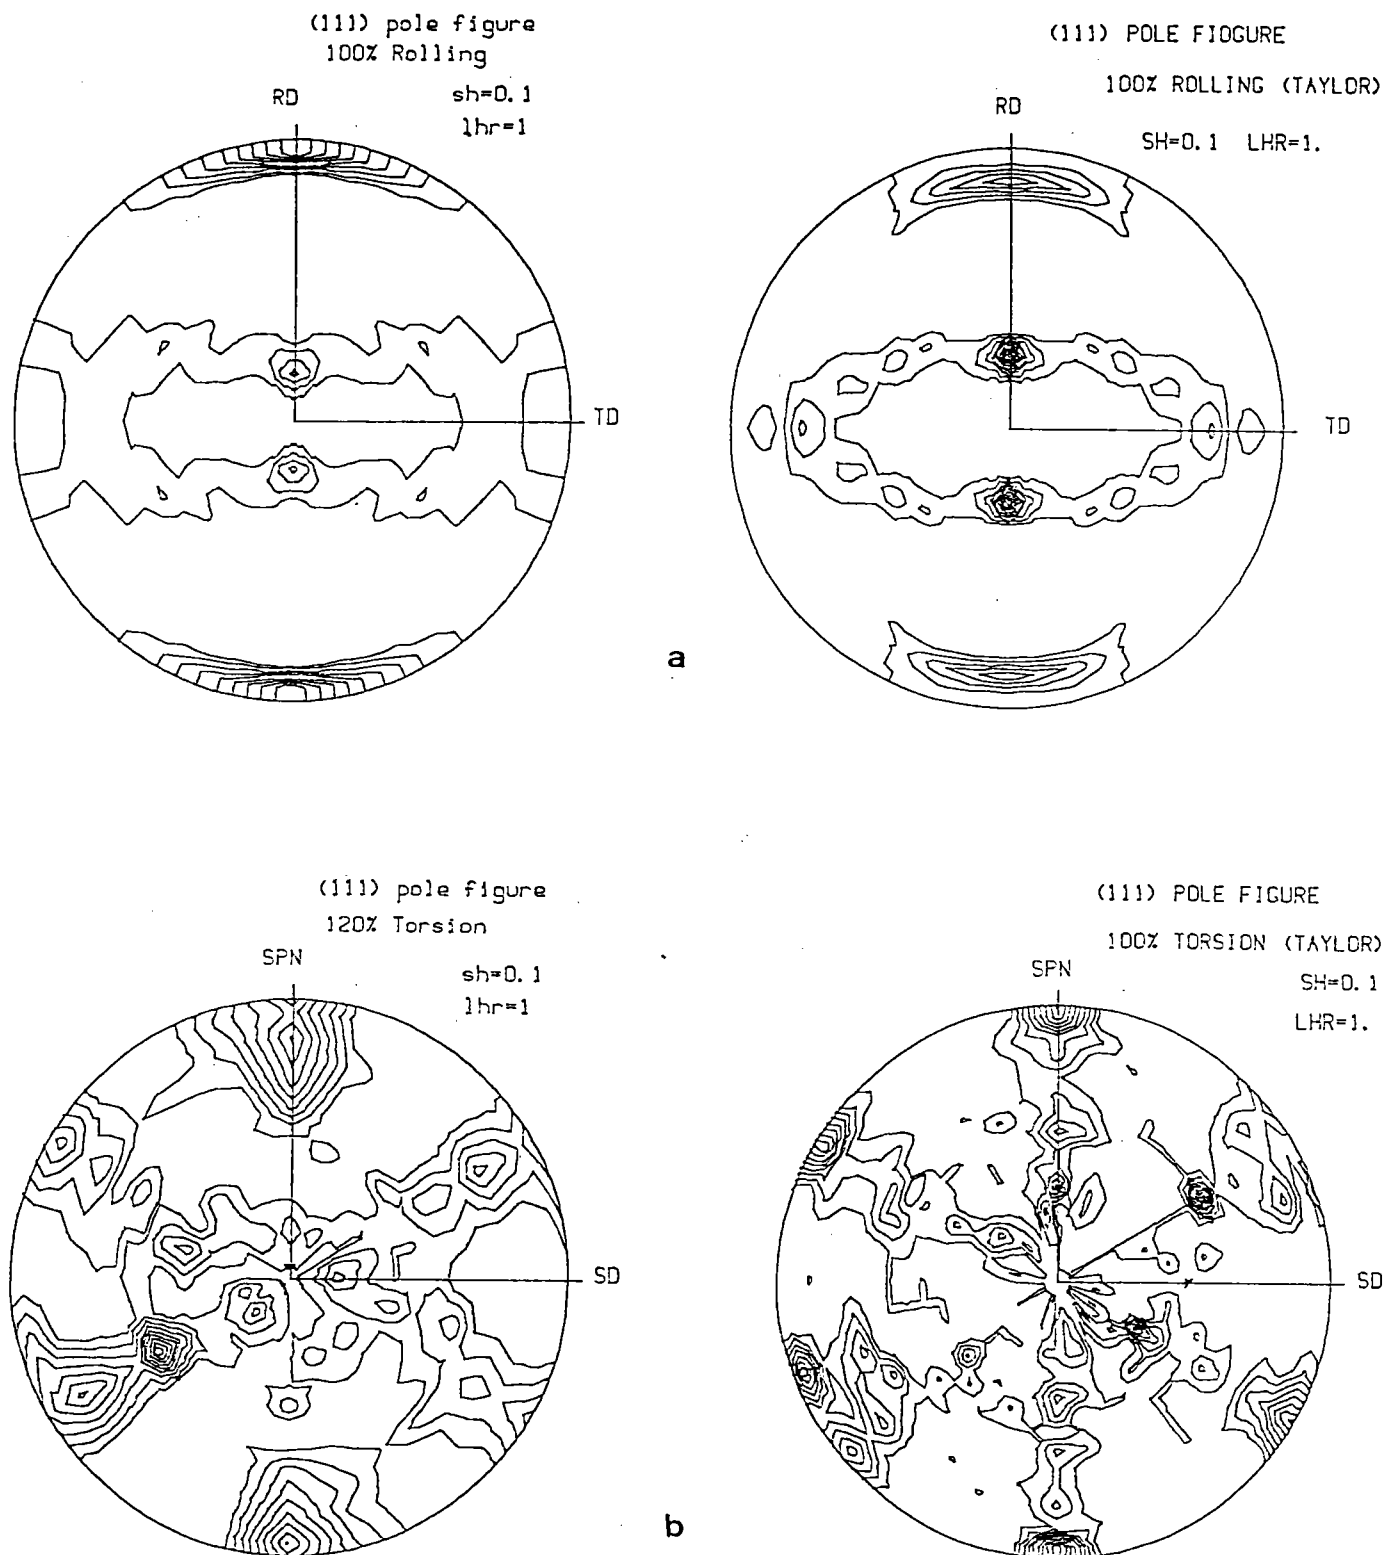 (111) pole figure
100% Rolling
sh=0.1
lhr=1
RD
TD
(111) POLE FIOGURE
100% ROLLING (TAYLOR)
SH=0.1 LHR=1.
RD
TD
a
(111) pole figure
120% Torsion
sh=0.1
lhr=1
SPN
SD
(111) POLE FIGURE
100% TORSION (TAYLOR)
SH=0.1
LHR=1.
SPN
SD
b